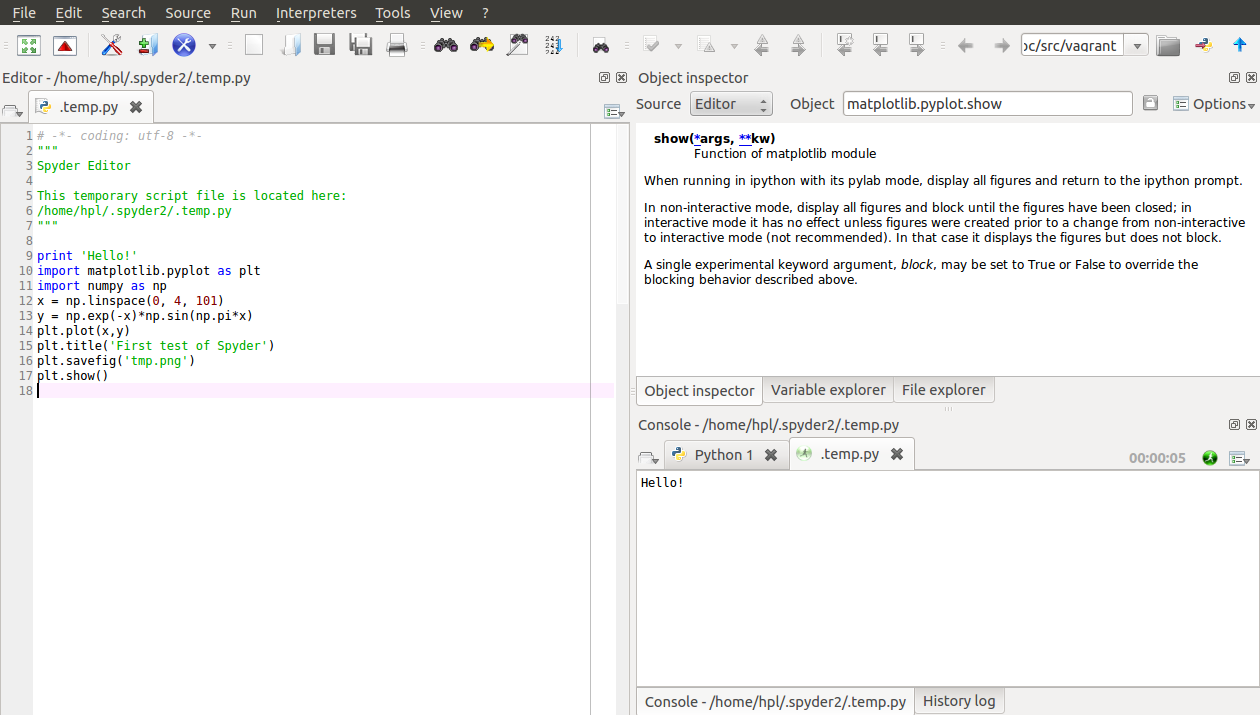 File Edit Search Source Run Interpreters Tools View ?
oc/src/vagrant
Editor - /home/hpl/.spyder2/.temp.py
.temp.py
1 # -*- coding: utf-8 -*-
2 """
3 Spyder Editor
4
5 This temporary script file is located here:
6 /home/hpl/.spyder2/.temp.py
7 """
8
9 print 'Hello!'
10 import matplotlib.pyplot as plt
11 import numpy as np
12 x = np.linspace(0, 4, 101)
13 y = np.exp(-x)*np.sin(np.pi*x)
14 plt.plot(x,y)
15 plt.title('First test of Spyder')
16 plt.savefig('tmp.png')
17 plt.show()
18
Object inspector
Source Editor Object matplotlib.pyplot.show Options
show(*args, **kw)
Function of matplotlib module
When running in ipython with its pylab mode, display all figures and return to the ipython prompt.
In non-interactive mode, display all figures and block until the figures have been closed; in
interactive mode it has no effect unless figures were created prior to a change from non-interactive
to interactive mode (not recommended). In that case it displays the figures but does not block.
A single experimental keyword argument, block, may be set to True or False to override the
blocking behavior described above.
Object inspector Variable explorer File explorer
Console - /home/hpl/.spyder2/.temp.py
Python 1 .temp.py 00:00:05
Hello!
Console - /home/hpl/.spyder2/.temp.py History log